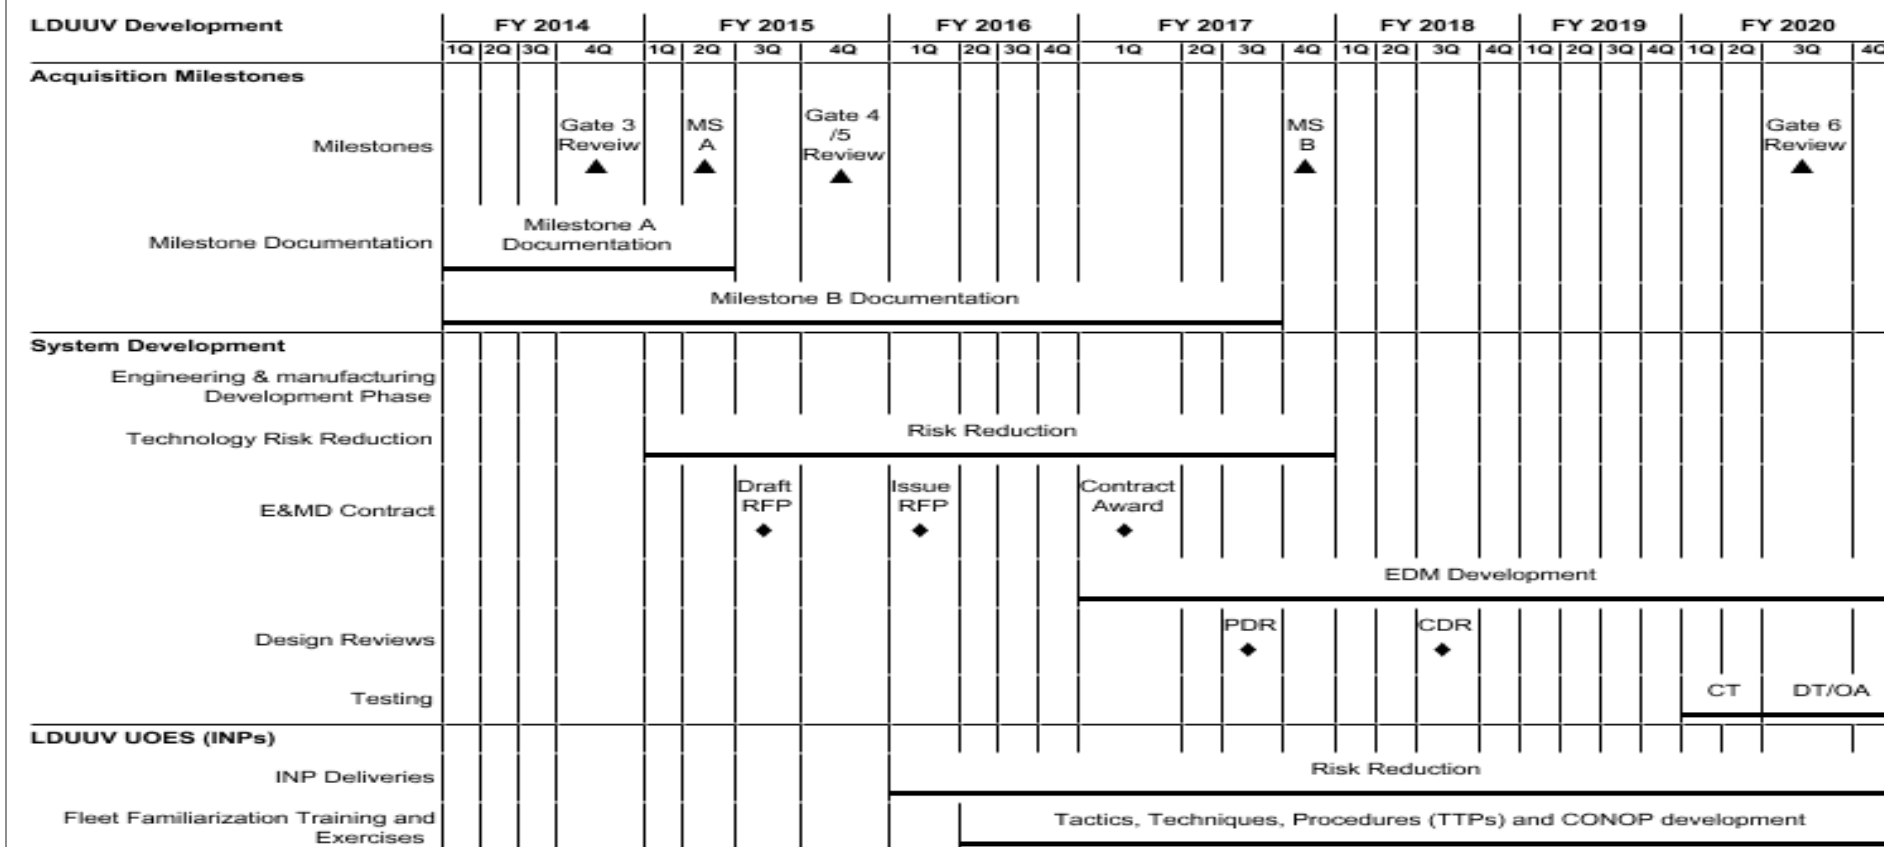 LDUUV Development FY 2014 FY 2015 FY 2016 FY 2017 FY 2018 FY 2019 FY 2020
1Q 2Q 3Q 4Q 1Q 2Q 3Q 4Q 1Q 2Q 3Q 4Q 1Q 2Q 3Q 4Q 1Q 2Q 3Q 4Q 1Q 2Q 3Q 4Q 1Q 2Q 3Q 4Q
Acquisition Milestones
Milestones
Gate 3
Reveiw
MS
A
Gate 4
/5
Review
MS
B
Gate 6
Review
Milestone Documentation
Milestone A
Documentation
Milestone B Documentation
System Development
Engineering & manufacturing
Development Phase
Technology Risk Reduction
Risk Reduction
E&MD Contract
Draft
RFP
Issue
RFP
Contract
Award
EDM Development
Design Reviews
PDR
CDR
Testing
CT
DT/OA
LDUUV UOES (INPs)
INP Deliveries
Risk Reduction
Fleet Familiarization Training and
Exercises
Tactics, Techniques, Procedures (TTPs) and CONOP development